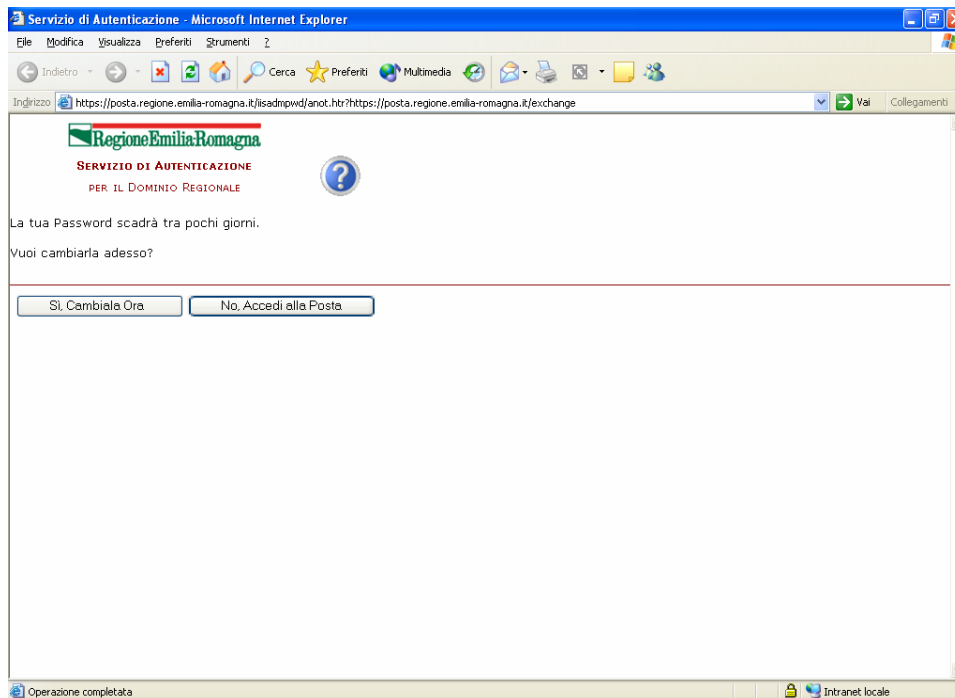 Servizio di Autenticazione - Microsoft Internet Explorer
File Modifica Visualizza Preferiti Strumenti ?
Indietro Cerca Preferiti Multimedia
Indirizzo https://posta.regione.emilia-romagna.it/iisadmpwd/anot.htr?https://posta.regione.emilia-romagna.it/exchange Vai Collegamenti
RegioneEmilia-Romagna
SERVIZIO DI AUTENTICAZIONE
PER IL DOMINIO REGIONALE
?
La tua Password scadrà tra pochi giorni.
Vuoi cambiarla adesso?
Sì, Cambiala Ora No, Accedi alla Posta
Operazione completata Intranet locale